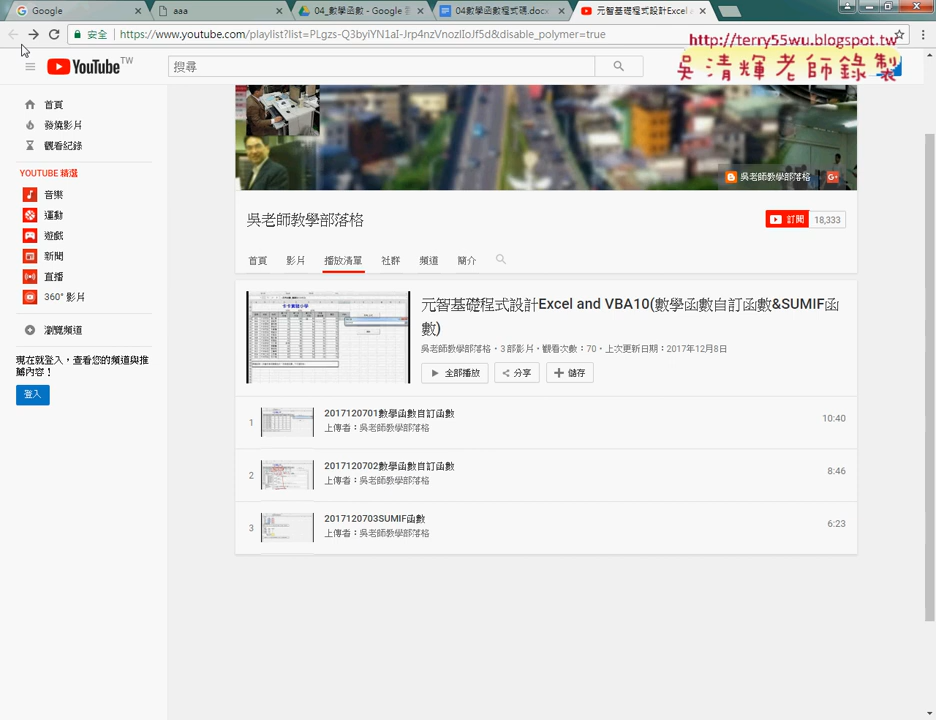 Google
aaa
04_數學函數 - Google 雲
04數學函數程式碼.docx
元智基礎程式設計Excel a
安全
https://www.youtube.com/playlist?list=PLgzs-Q3byiYN1aI-Jrp4nzVnozIIoJf5d&disable_polymer=true
http://terry55wu.blogspot.tw
吳清輝老師錄製
YouTube TW
搜尋
首頁
發燒影片
觀看紀錄
YOUTUBE 精選
音樂
運動
遊戲
新聞
直播
360° 影片
瀏覽頻道
現在就登入，查看您的頻道與推
薦內容！
登入
吳老師教學部落格
吳老師教學部落格
訂閱 18,333
首頁 影片 播放清單 社群 頻道 簡介
元智基礎程式設計Excel and VBA10(數學函數自訂函數&SUMIF函
數)
吳老師教學部落格・3 部影片・觀看次數：70・上次更新日期：2017年12月8日
全部播放 分享 儲存
1
2017120701數學函數自訂函數
上傳者：吳老師教學部落格
10:40
2
2017120702數學函數自訂函數
上傳者：吳老師教學部落格
8:46
3
2017120703SUMIF函數
上傳者：吳老師教學部落格
6:23